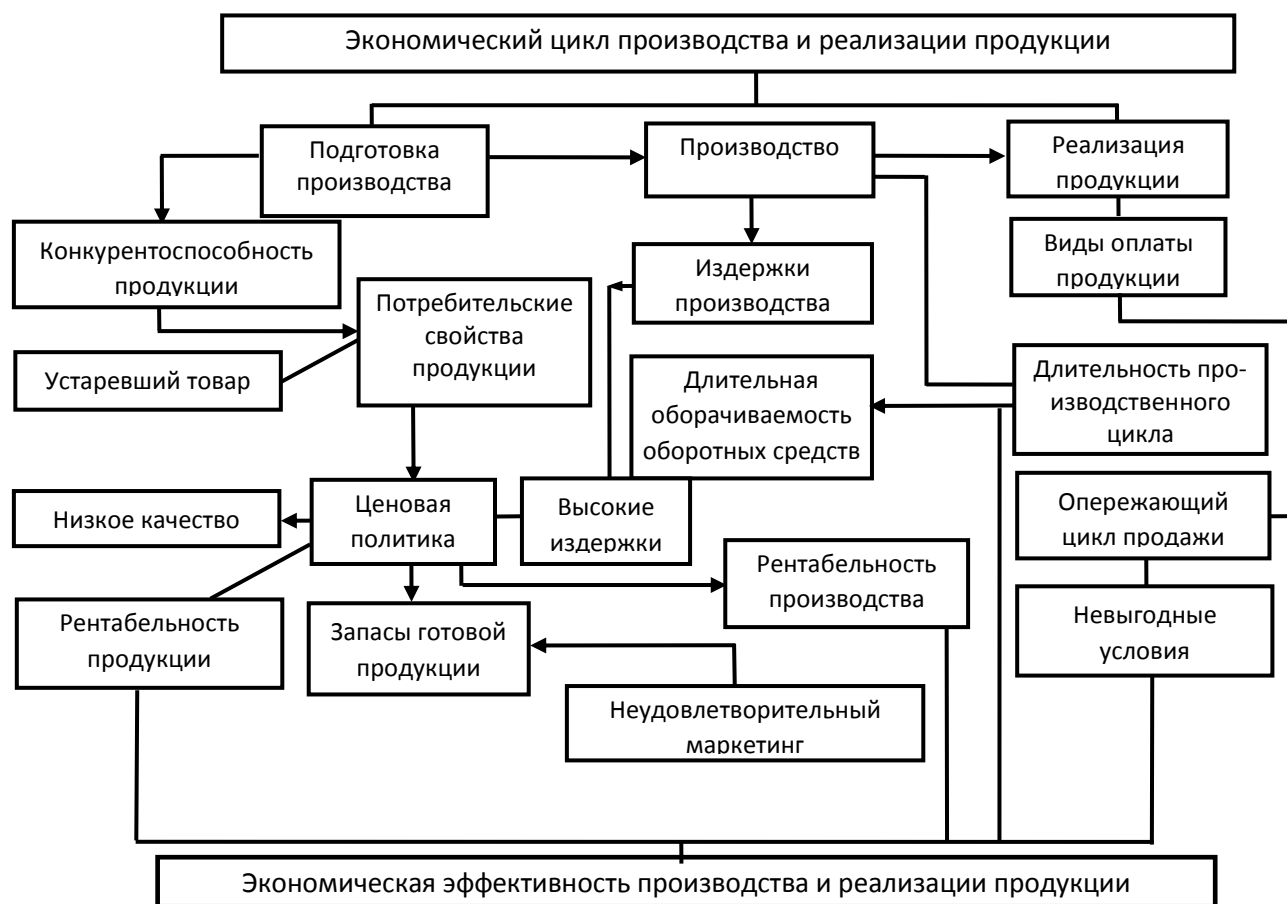 Экономический цикл производства и реализации продукции
Подготовка
производства
Производство
Реализация
продукции
Конкурентоспособность
продукции
Издержки
производства
Виды оплаты
продукции
Потребительские
свойства
продукции
Устаревший товар
Длительная
оборачиваемость
оборотных средств
Длительность про-
изводственного
цикла
Низкое качество
Ценовая
политика
Высокие
издержки
Опережающий
цикл продажи
Рентабельность
производства
Рентабельность
продукции
Запасы готовой
продукции
Невыгодные
условия
Неудовлетворительный
маркетинг
Экономическая эффективность производства и реализации продукции